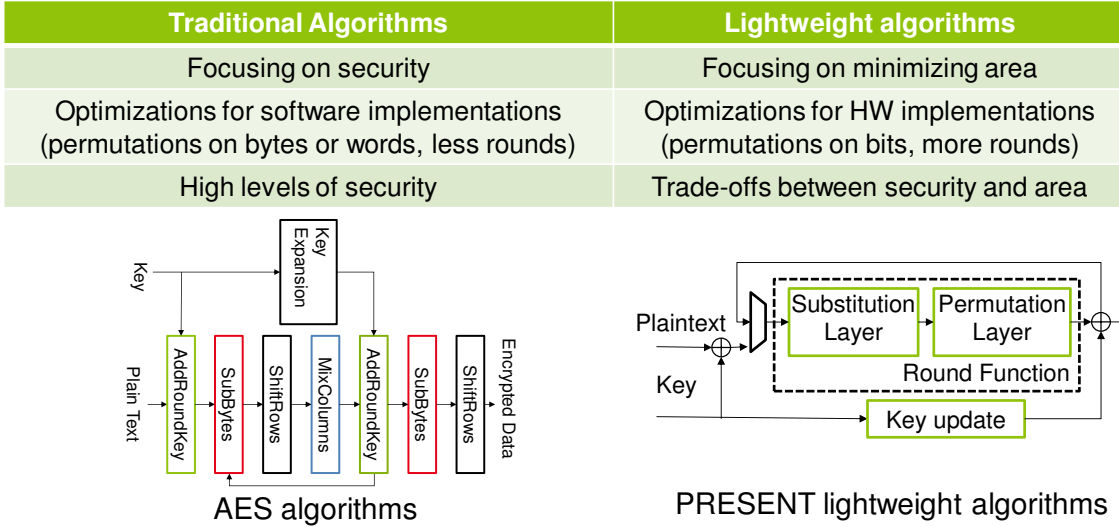 Traditional Algorithms
Lightweight algorithms
Focusing on security
Focusing on minimizing area
Optimizations for software implementations
(permutations on bytes or words, less rounds)
Optimizations for HW implementations
(permutations on bits, more rounds)
High levels of security
Trade-offs between security and area
Key
Expansion
Key
Plain Text
AddRoundKey
SubBytes
ShiftRows
MixColumns
AddRoundKey
SubBytes
ShiftRows
Encrypted Data
AES algorithms
Plaintext
Key
Substitution
Layer
Permutation
Layer
Round Function
Key update
PRESENT lightweight algorithms